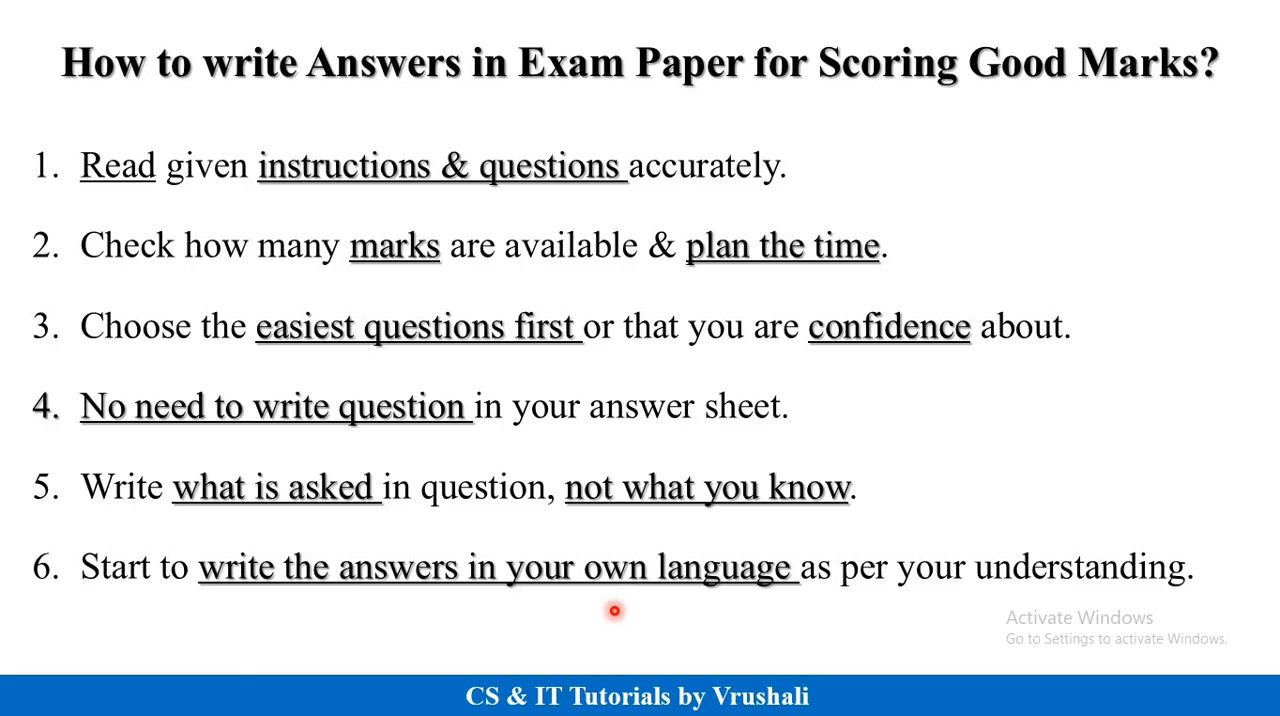 How to write Answers in Exam Paper for Scoring Good Marks?
1. Read given instructions & questions accurately.
2. Check how many marks are available & plan the time.
3. Choose the easiest questions first or that you are confidence about.
4. No need to write question in your answer sheet.
5. Write what is asked in question, not what you know.
6. Start to write the answers in your own language as per your understanding.
Activate Windows
Go to Settings to activate Windows.
CS & IT Tutorials by Vrushali